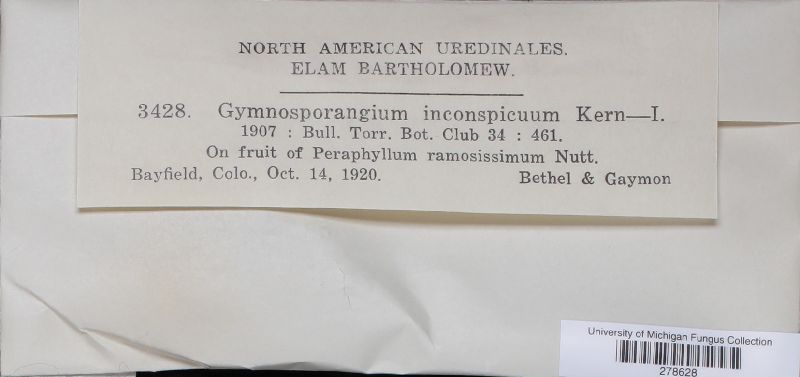 NORTH AMERICAN UREDINALES.
ELAM BARTHOLOMEW.
3428. Gymnosporangium inconspicuum Kern—I.
1907 : Bull. Torr. Bot. Club 34 : 461.
On fruit of Peraphyllum ramosissimum Nutt.
Bayfield, Colo., Oct. 14, 1920. Bethel & Gaymon
University of Michigan Fungus Collection
278628